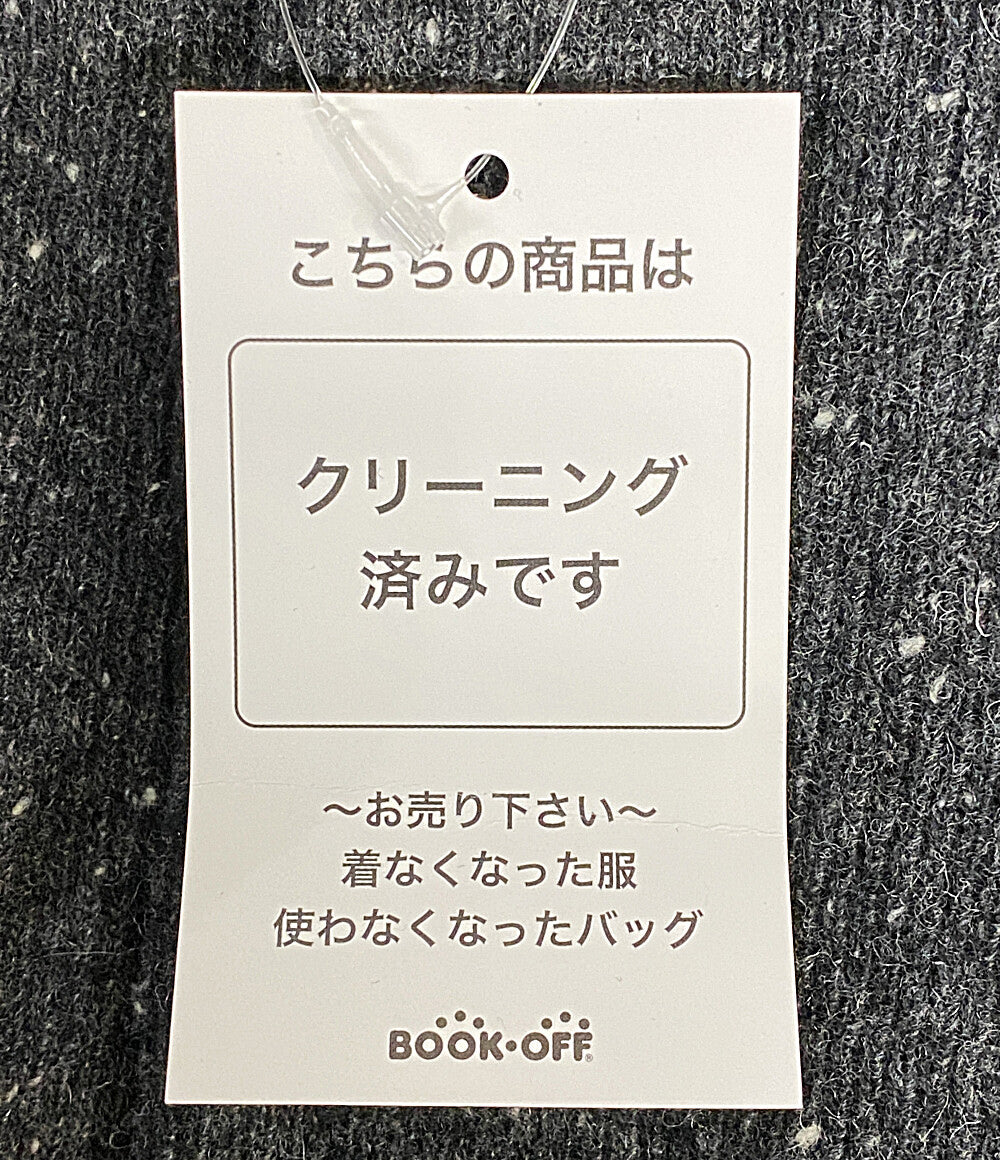 こちらの商品は
クリーニング
済みです
～お売り下さい～
着なくなった服
使わなくなったバッグ
BOOK・OFF®